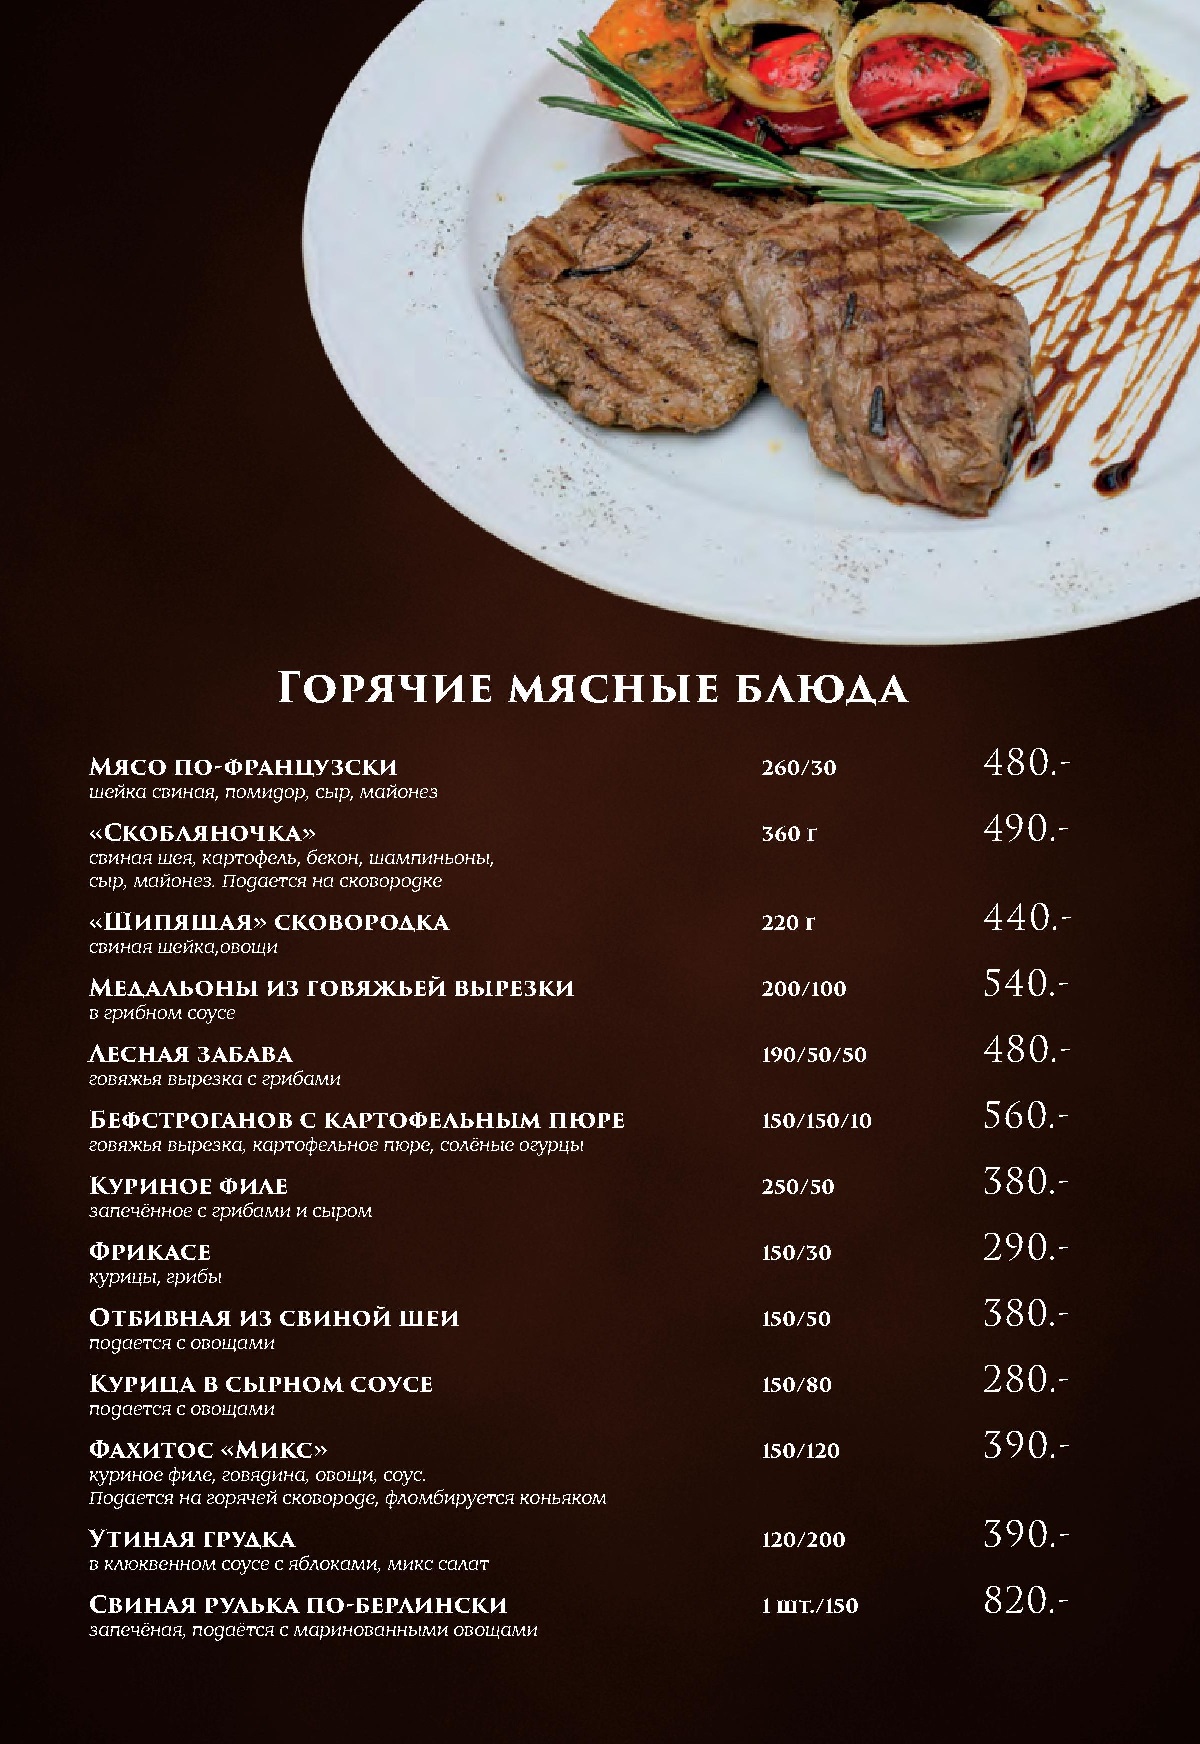 Горячие мясные блюда
Мясо по-французски 260/30 480.-
шейка свиная, помидор, сыр, майонез
«Скобляночка» 360 г 490.-
свиная шея, картофель, бекон, шампиньоны,
сыр, майонез. Подается на сковородке
«Шипящая» сковородка 220 г 440.-
свиная шейка,овощи
Медальоны из говяжьей вырезки 200/100 540.-
в грибном соусе
Лесная забава 190/50/50 480.-
говяжья вырезка с грибами
Бефстроганов с картофельным пюре 150/150/10 560.-
говяжья вырезка, картофельное пюре, солёные огурцы
Куриное филе 250/50 380.-
запечённое с грибами и сыром
Фрикасе 150/30 290.-
курицы, грибы
Отбивная из свиной шеи 150/50 380.-
подается с овощами
Курица в сырном соусе 150/80 280.-
подается с овощами
Фахитос «Микс» 150/120 390.-
куриное филе, говядина, овощи, соус.
Подается на горячей сковороде, фломбируется коньяком
Утиная грудка 120/200 390.-
в клюквенном соусе с яблоками, микс салат
Свиная рулька по-берлински 1 шт./150 820.-
запечёная, подаётся с маринованными овощами